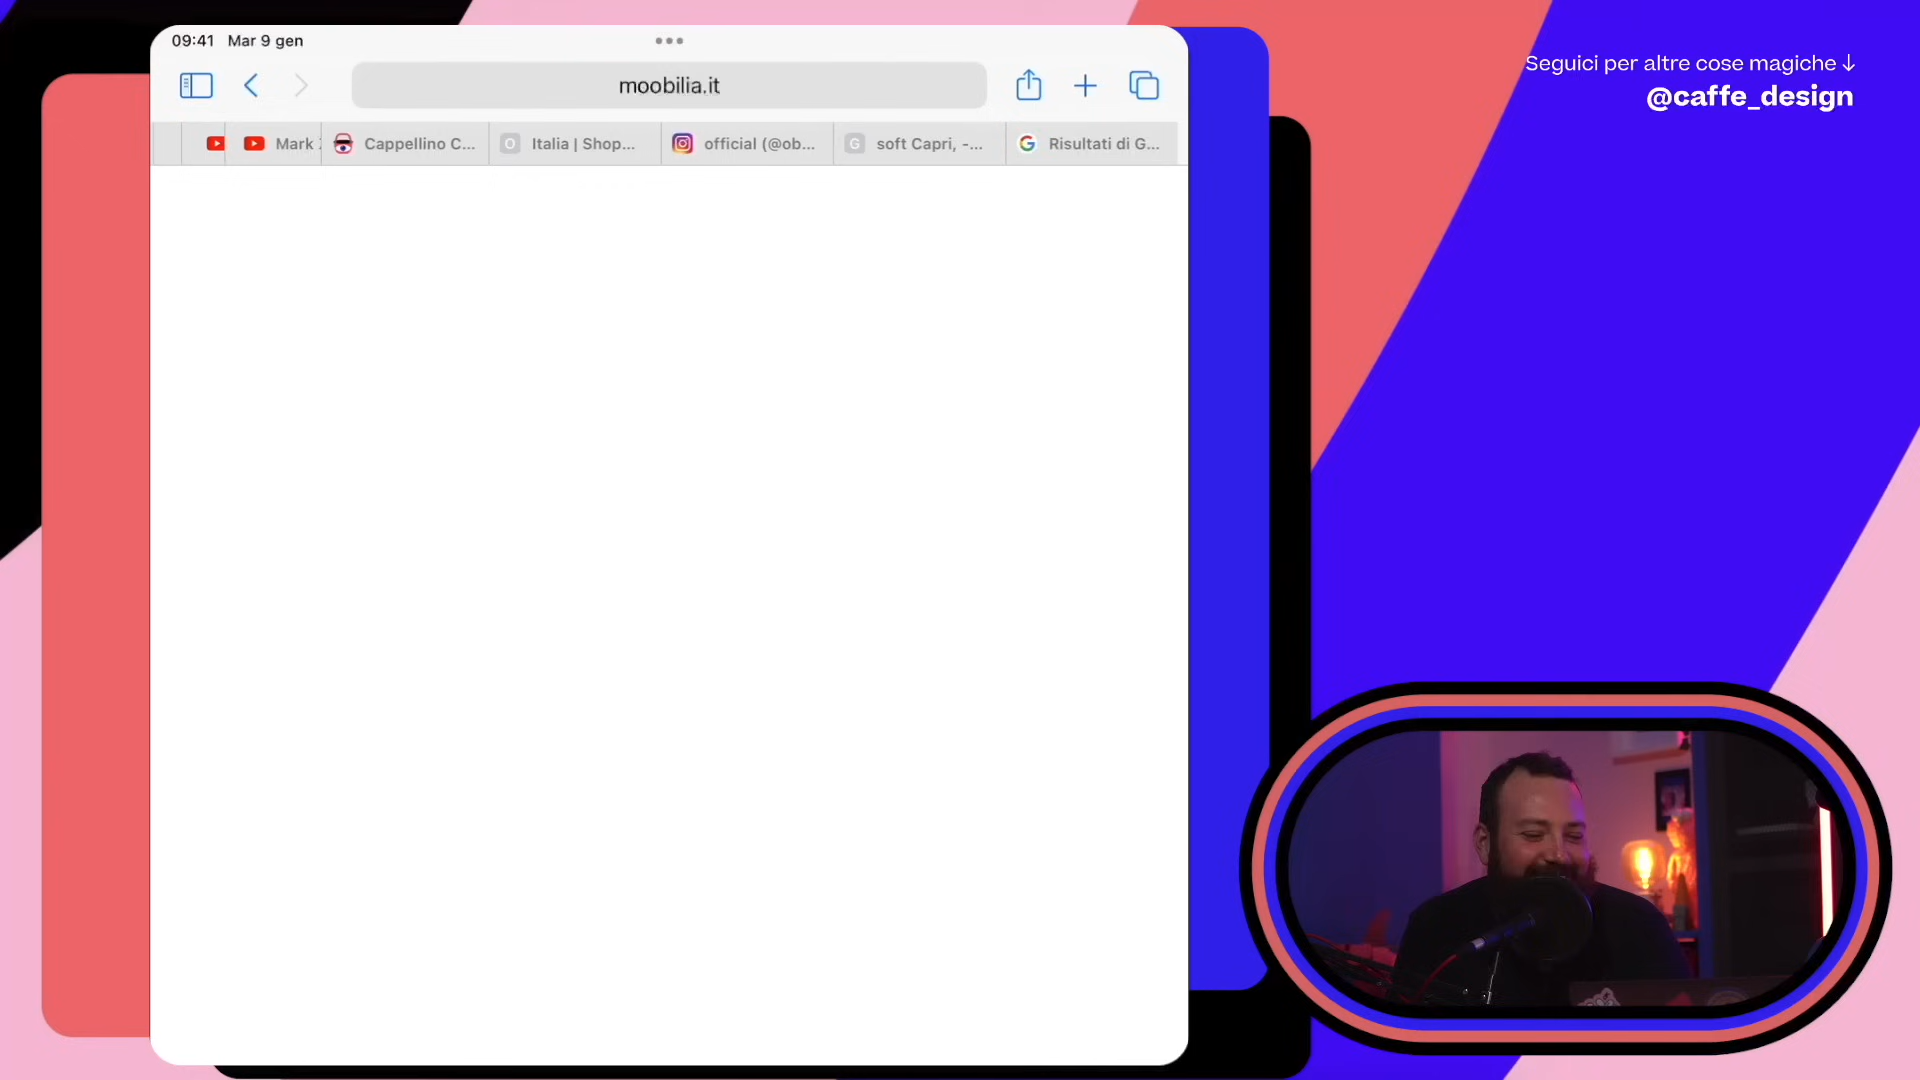 09:41 Mar 9 gen
moobilia.it
Mark
Cappellino C...
O Italia | Shop...
official (@ob...
G soft Capri, -...
G Risultati di G...
Seguici per altre cose magiche ↓
@caffe_design